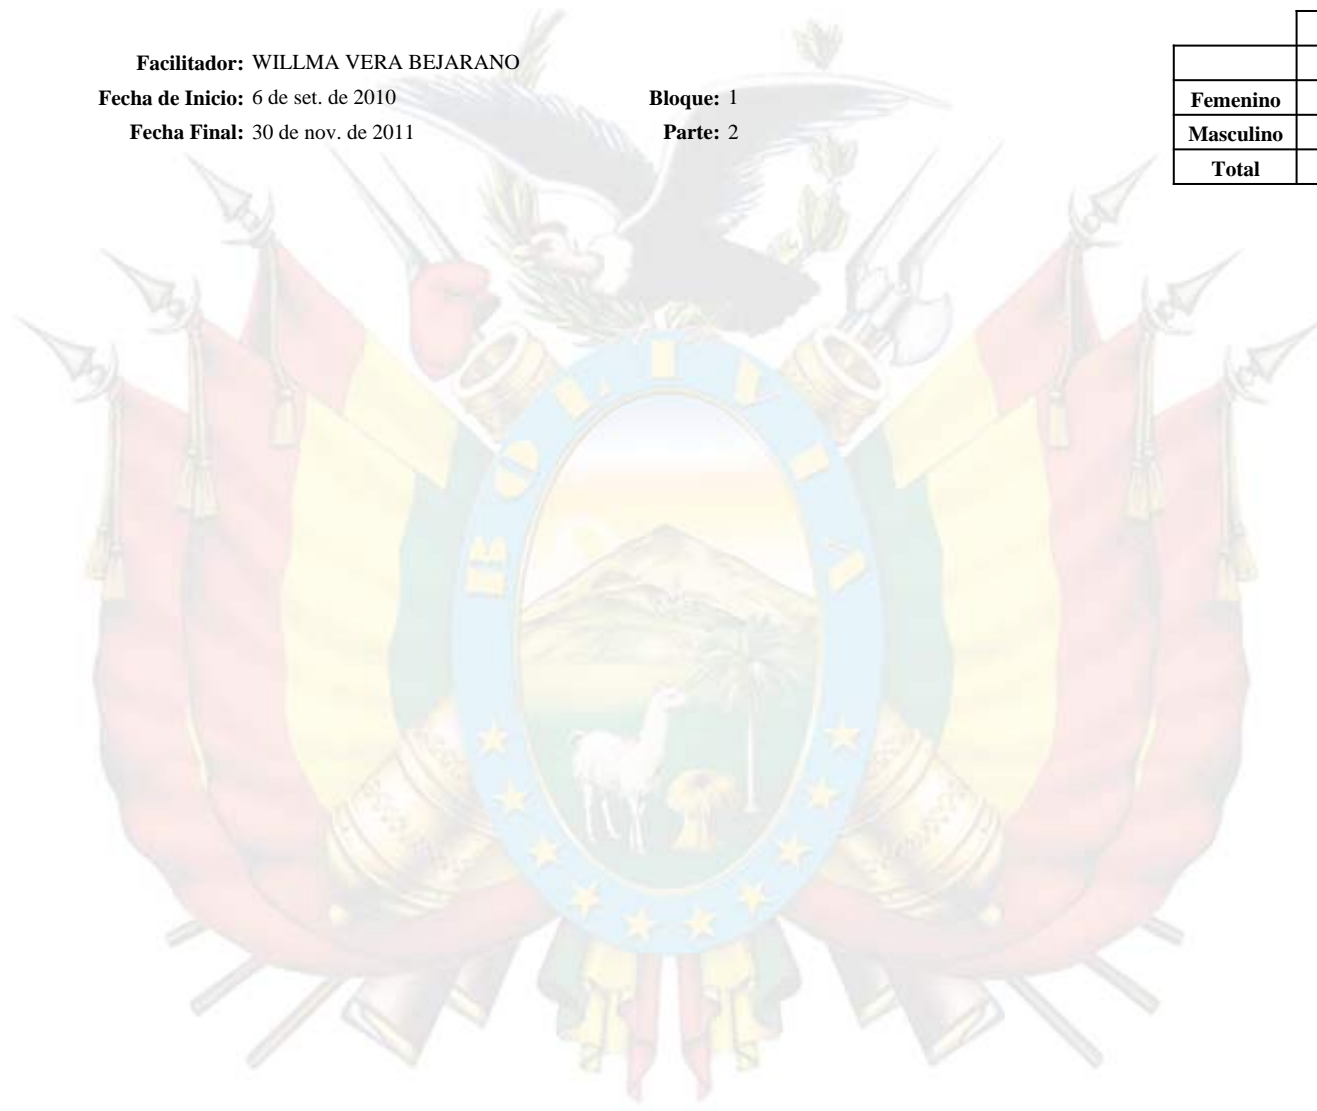 Facilitador: WILLMA VERA BEJARANO
Fecha de Inicio: 6 de set. de 2010 Bloque: 1
Fecha Final: 30 de nov. de 2011 Parte: 2
Femenino
Masculino
Total
BOLIVIA